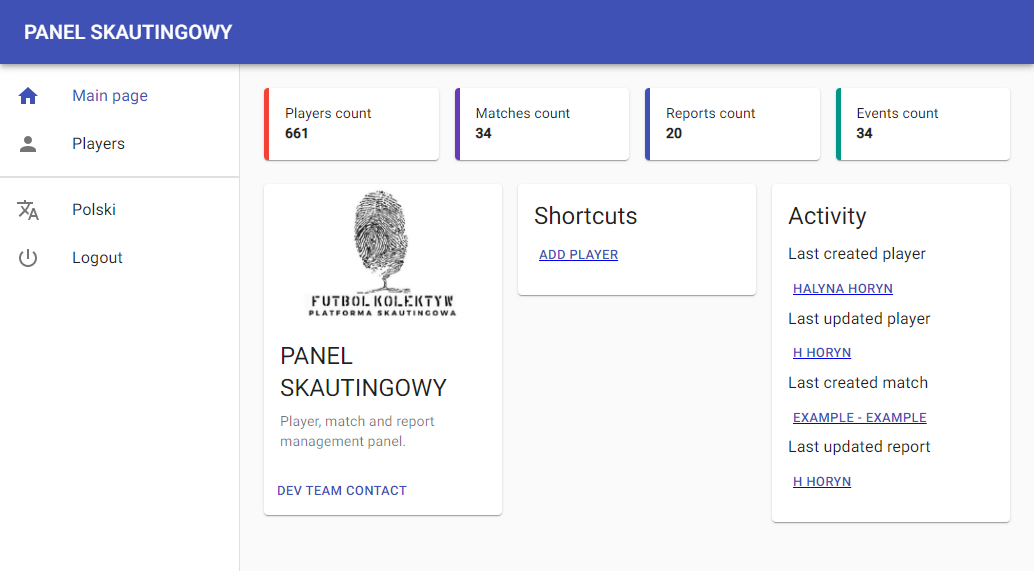 PANEL SKAUTINGOWY
Main page
Players
Polski
Logout
Players count
661
Matches count
34
Reports count
20
Events count
34
FUTBOL KOLEKTYW
PLATFORMA SKAUTINGOWA
PANEL
SKAUTINGOWY
Player, match and report
management panel.
DEV TEAM CONTACT
Shortcuts
ADD PLAYER
Activity
Last created player
HALYNA HORYN
Last updated player
H HORYN
Last created match
EXAMPLE - EXAMPLE
Last updated report
H HORYN